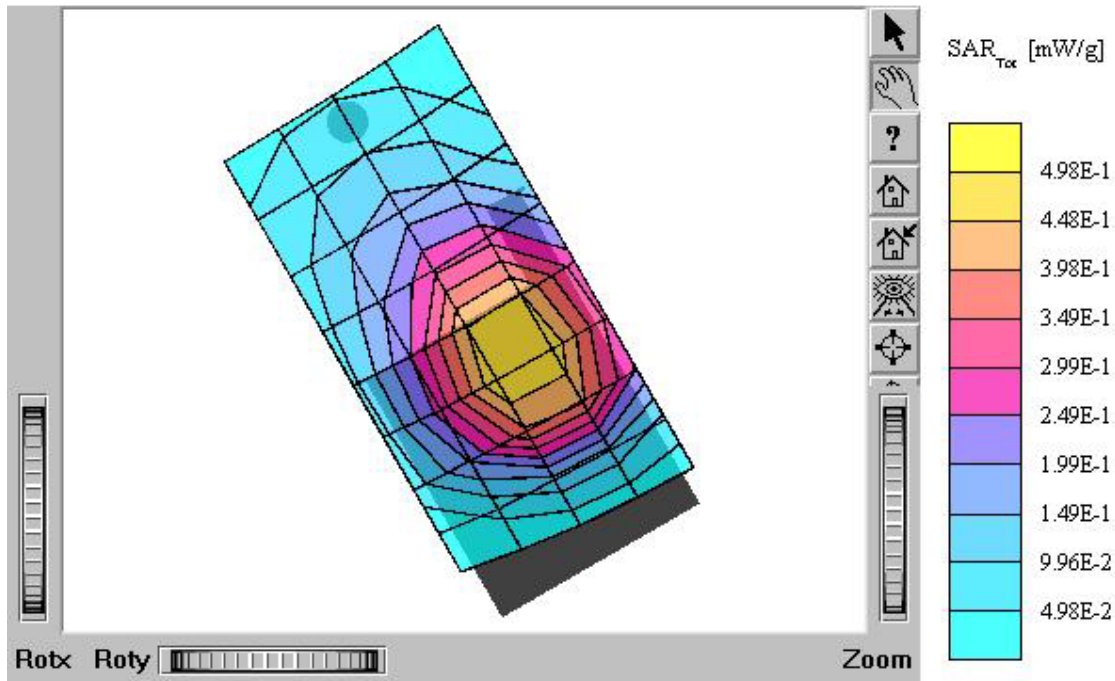 SAR_Tot [mW/g]
?
4.98E-1
4.48E-1
3.98E-1
3.49E-1
2.99E-1
2.49E-1
1.99E-1
1.49E-1
9.96E-2
4.98E-2
Rotx Roty Zoom